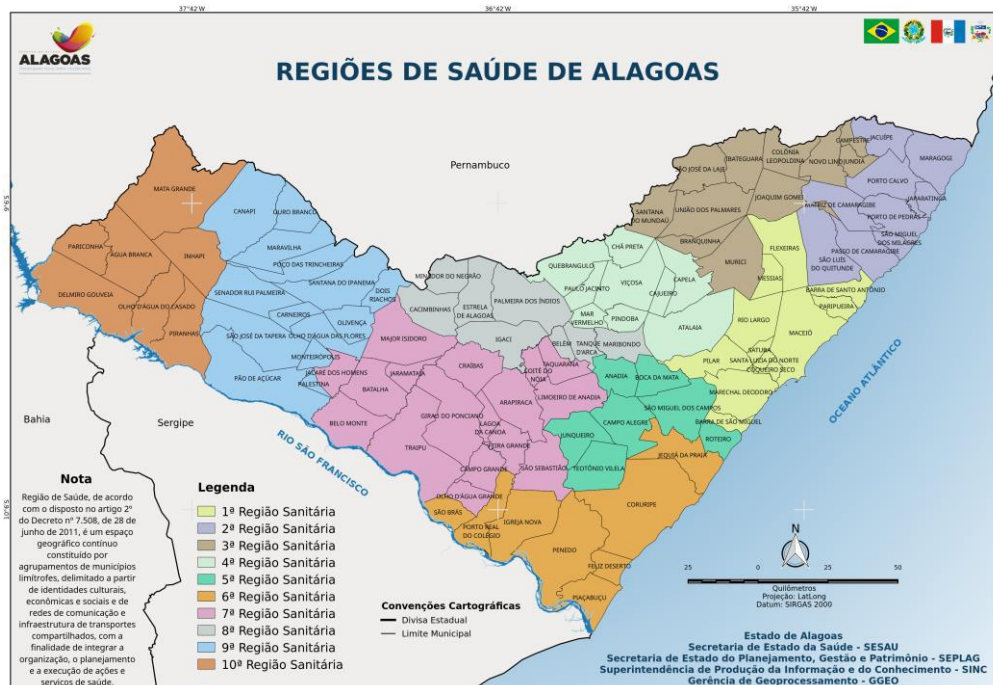 37°42'W
36°42'W
35°42'W
ALAGOAS
REGIÕES DE SAÚDE DE ALAGOAS
Pernambuco
9°6'S
10°6'S
MATA GRANDE
CANAPI
OURO BRANCO
PARICONHA
ÁGUA BRANCA
INHAPI
MARAVILHA
POÇO DAS TRINCHEIRAS
DELMIRO GOUVEIA
OLHO D'ÁGUA DO CASADO
PIRANHAS
SENADOR RUI PALMEIRA
SANTANA DO IPANEMA
DOIS
RIACHOS
CARNEIROS
OLIVENÇA
SÃO JOSÉ DA TAPERA
OLHO D'ÁGUA DAS FLORES
MONTEIRÓPOLIS
JACARÉ DOS HOMENS
PALESTINA
PÃO DE AÇÚCAR
MINADOR DO NEGRÃO
CACIMBINHAS
ESTRELA
DE ALAGOAS
PALMEIRA DOS ÍNDIOS
IGACI
BELÉM
TANQUE
D'ARCA
MARIBONDO
MAJOR ISIDORO
JARAMATAIA
BATALHA
BELO MONTE
CRAÍBAS
COITÉ DO
NÓIA
TAQUARANA
LIMOEIRO DE ANADIA
ARAPIRACA
GIRAU DO PONCIANO
LAGOA
DA CANOA
FEIRA GRANDE
TRAIPU
CAMPO GRANDE
SÃO SEBASTIÃO
OLHO D'ÁGUA GRANDE
QUEBRANGULO
CHÃ PRETA
PAULO JACINTO
VIÇOSA
CAPELA
CAJUEIRO
MAR
VERMELHO
PINDOBA
ATALAIA
SANTANA
DO MUNDAÚ
SÃO JOSÉ DA LAJE
IBATEGUARA
COLÔNIA
LEOPOLDINA
NOVO LINO
JUNDIÁ
CAMPESTRE
UNIÃO DOS PALMARES
JOAQUIM GOMES
BRANQUINHA
MURICI
JACUÍPE
MARAGOGI
PORTO CALVO
JAPARATINGA
MATRIZ DE CAMARAGIBE
PORTO DE PEDRAS
SÃO MIGUEL
DOS MILAGRES
PASSO DE CAMARAGIBE
SÃO LUÍS
DO QUITUNDE
FLEXEIRAS
MESSIAS
BARRA DE SANTO ANTÔNIO
PARIPUEIRA
RIO LARGO
MACEIÓ
SATUBA
SANTA LUZIA DO NORTE
COQUEIRO SECO
PILAR
MARECHAL DEODORO
BARRA DE SÃO MIGUEL
ANADIA
BOCA DA MATA
SÃO MIGUEL DOS CAMPOS
CAMPO ALEGRE
ROTEIRO
JUNQUEIRO
TEOTÔNIO VILELA
JEQUIÁ DA PRAIA
CORURIPE
SÃO BRÁS
PORTO REAL
DO COLÉGIO
IGREJA NOVA
PENEDO
FELIZ DESERTO
PIAÇABUÇU
Bahia
Sergipe
RIO SÃO FRANCISCO
OCEANO ATLÂNTICO
Nota
Região de Saúde, de acordo
com o disposto no artigo 2º
do Decreto nº 7.508, de 28 de
junho de 2011, é um espaço
geográfico contínuo
constituído por
agrupamentos de municípios
limítrofes, delimitado a partir
de identidades culturais,
econômicas e sociais e de
redes de comunicação e
infraestrutura de transportes
compartilhados, com a
finalidade de integrar a
organização, o planejamento
e a execução de ações e
serviços de saúde.
Legenda
1ª Região Sanitária
2ª Região Sanitária
3ª Região Sanitária
4ª Região Sanitária
5ª Região Sanitária
6ª Região Sanitária
7ª Região Sanitária
8ª Região Sanitária
9ª Região Sanitária
10ª Região Sanitária
Convenções Cartográficas
Divisa Estadual
Limite Municipal
N
25 0 25 50
Quilômetros
Projeção: LatLong
Datum: SIRGAS 2000
Estado de Alagoas
Secretaria de Estado da Saúde - SESAU
Secretaria de Estado do Planejamento, Gestão e Patrimônio - SEPLAG
Superintendência de Produção da Informação e do Conhecimento - SINC
Gerência de Geoprocessamento - GGEO